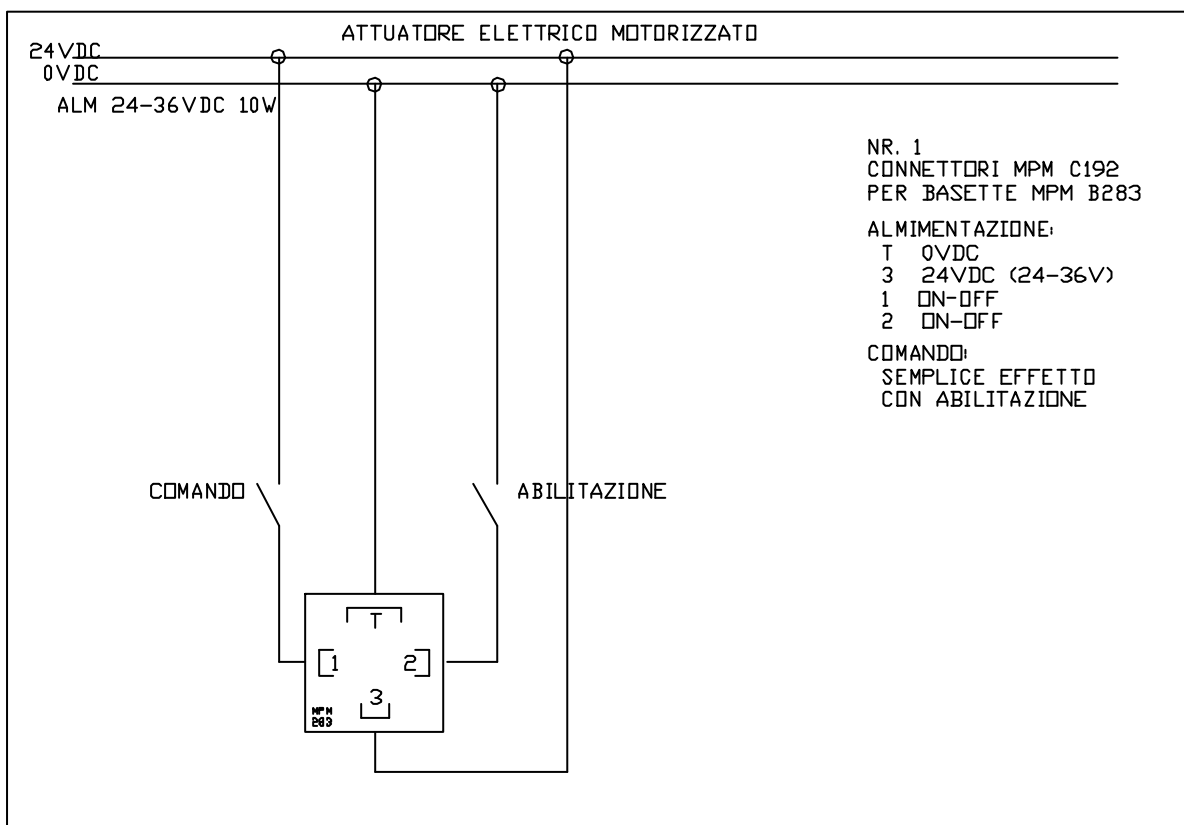 ATTUATORE ELETTRICO MOTORIZZATO
24VDC
0VDC
ALM 24-36VDC 10W
NR. 1
CONNETTORI MPM C192
PER BASETTE MPM B283
ALMIMENTAZIONE:
T 0VDC
3 24VDC (24-36V)
1 ON-OFF
2 ON-OFF
COMANDO:
SEMPLICE EFFETTO
CON ABILITAZIONE
COMANDO
ABILITAZIONE
T
1 2
3
MPM
283